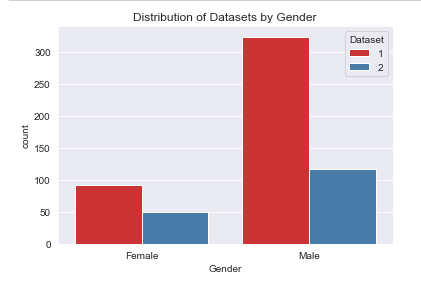 Distribution of Datasets by Gender
Dataset
1
2
count
300
250
200
150
100
50
0
Female
Male
Gender